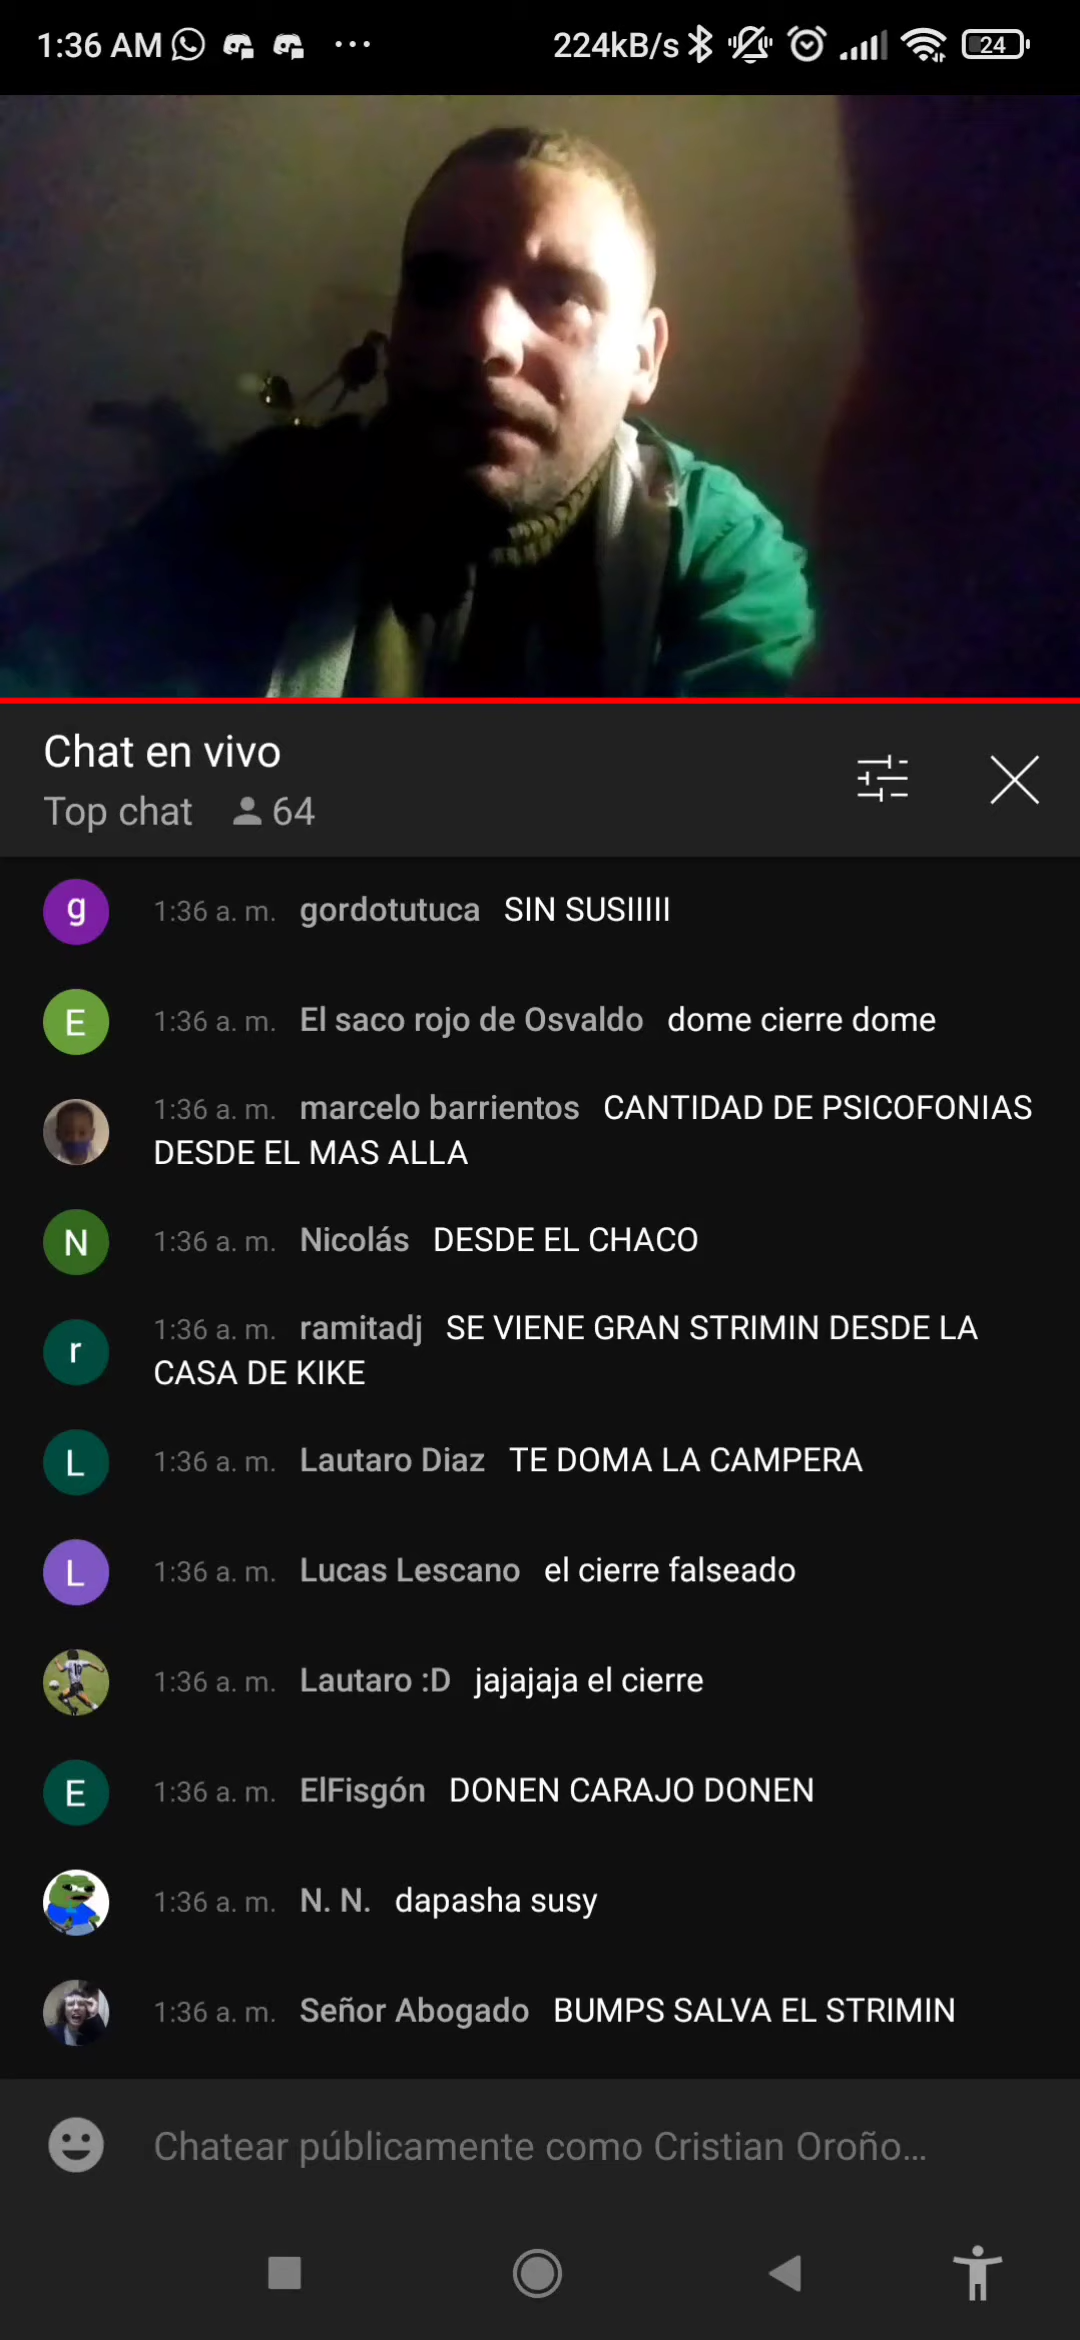 1:36 AM 224kB/s 24
Chat en vivo
Top chat 64
g 1:36 a. m. gordotutuca SIN SUSIIIII
E 1:36 a. m. El saco rojo de Osvaldo dome cierre dome
1:36 a. m. marcelo barrientos CANTIDAD DE PSICOFONIAS
DESDE EL MAS ALLA
N 1:36 a. m. Nicolás DESDE EL CHACO
r 1:36 a. m. ramitadj SE VIENE GRAN STRIMIN DESDE LA
CASA DE KIKE
L 1:36 a. m. Lautaro Diaz TE DOMA LA CAMPERA
L 1:36 a. m. Lucas Lescano el cierre falseado
1:36 a. m. Lautaro :D jajajaja el cierre
E 1:36 a. m. ElFisgón DONEN CARAJO DONEN
1:36 a. m. N. N. dapasha susy
1:36 a. m. Señor Abogado BUMPS SALVA EL STRIMIN
Chatear públicamente como Cristian Oroño...